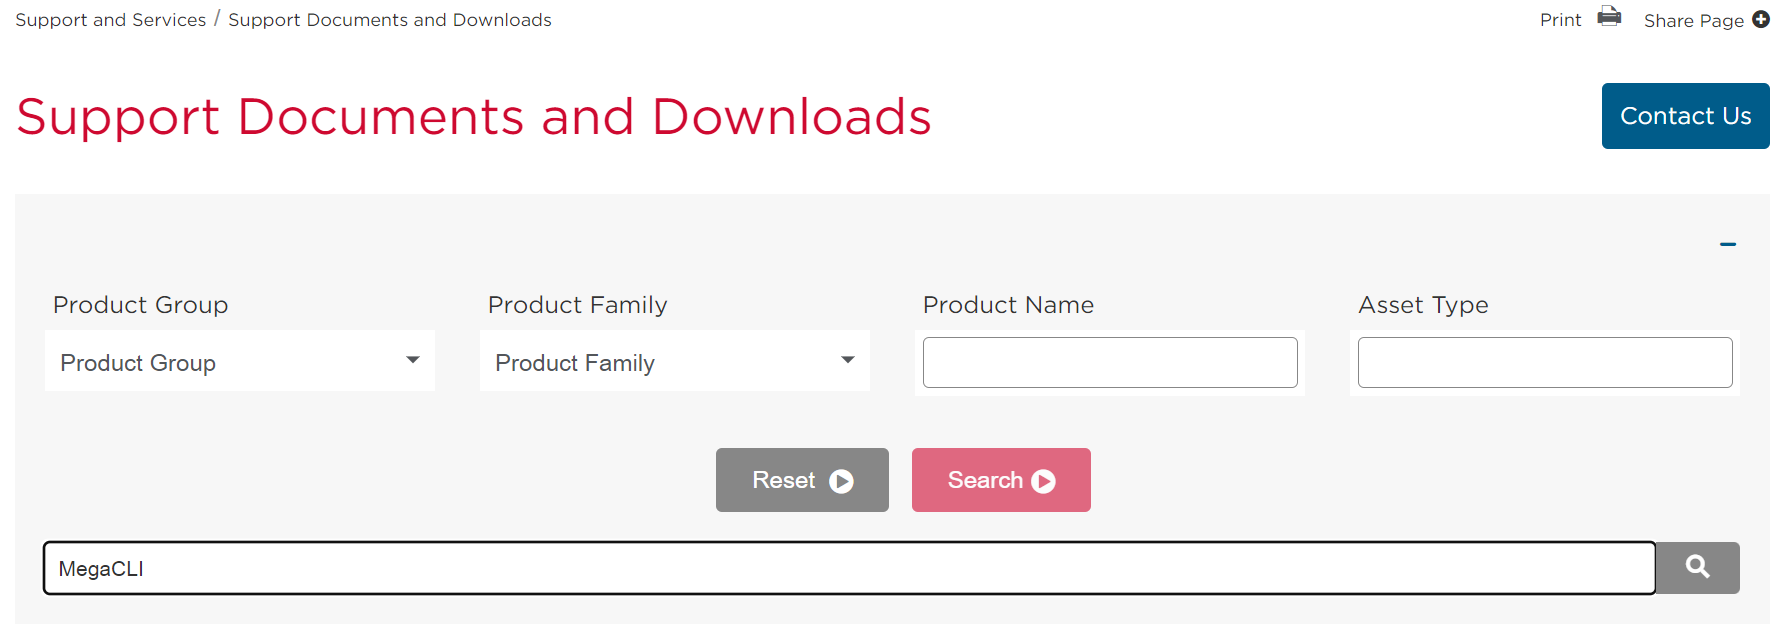 Support and Services / Support Documents and Downloads
Print Share Page
Support Documents and Downloads
Contact Us
Product Group Product Family Product Name Asset Type
Product Group Product Family
Reset Search
MegaCLI